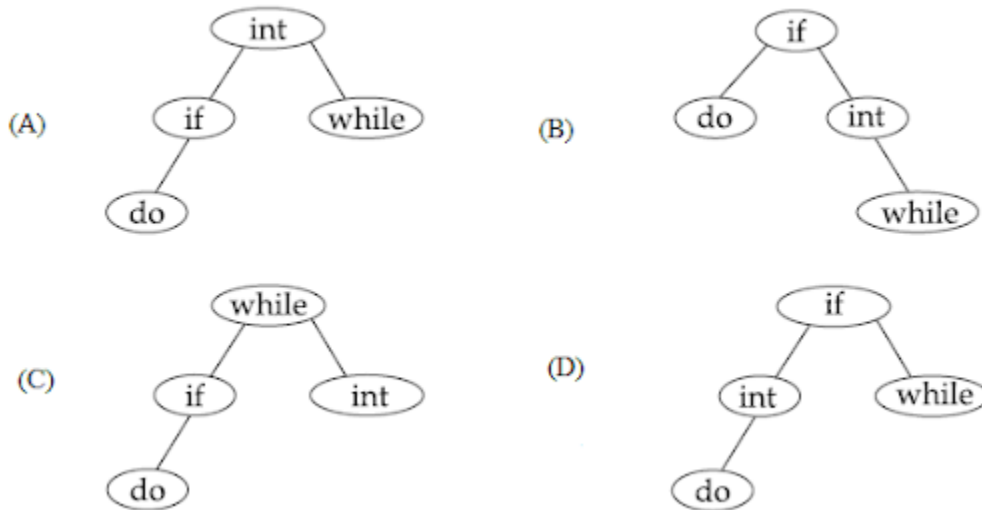 int
if
(A)
if
while
(B)
do
int
do
while
while
if
(C)
if
int
(D)
int
while
do
do